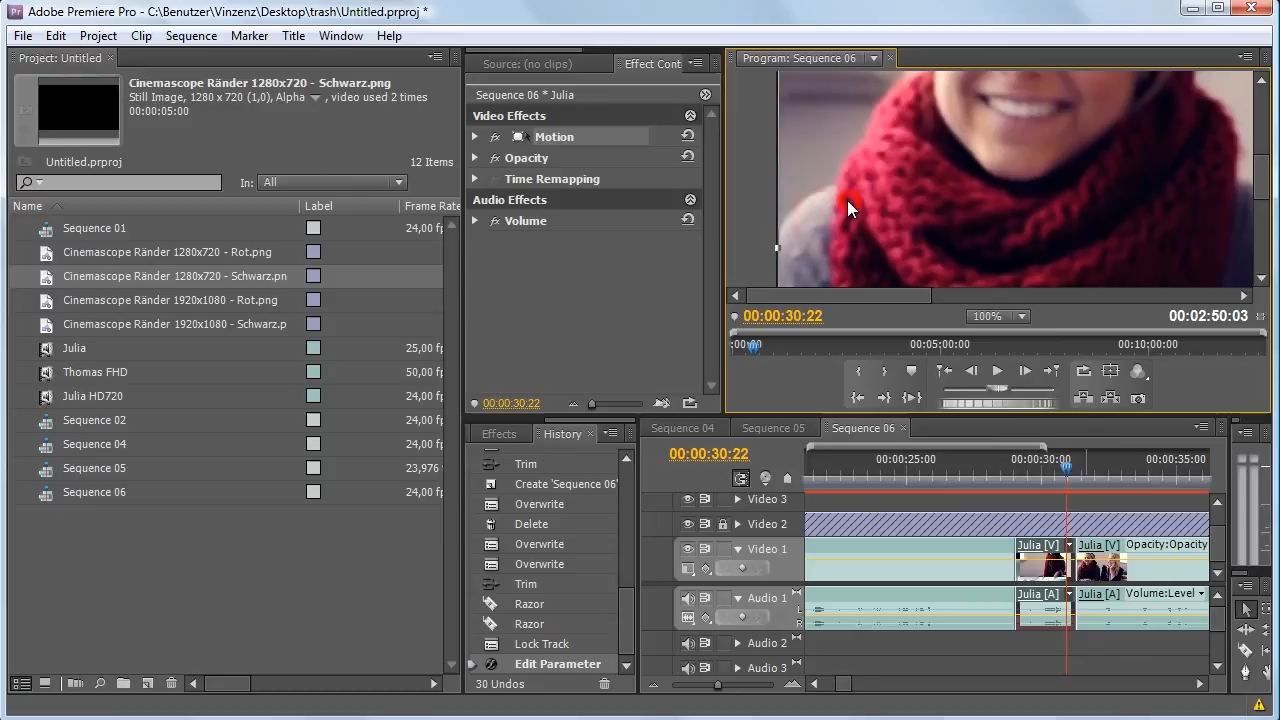 Adobe Premiere Pro - C:\Benutzer\Vinzenz\Desktop\trash\Untitled.prproj *
File Edit Project Clip Sequence Marker Title Window Help
Project: Untitled
Cinemascope Ränder 1280x720 - Schwarz.png
Still Image, 1280 x 720 (1,0), Alpha , video used 2 times
00:00:05:00
Untitled.prproj 12 Items
In: All
Name Label Frame Rate
Sequence 01 24,00 fp
Cinemascope Ränder 1280x720 - Rot.png
Cinemascope Ränder 1280x720 - Schwarz.pn
Cinemascope Ränder 1920x1080 - Rot.png
Cinemascope Ränder 1920x1080 - Schwarz.p
Julia 25,00 fp
Thomas FHD 50,00 fp
Julia HD720 24,00 fp
Sequence 02 24,00 fp
Sequence 04 24,00 fp
Sequence 05 23,976
Sequence 06 24,00 fp
Source: (no clips) Effect Cont
Sequence 06 * Julia
Video Effects
fx Motion
fx Opacity
Time Remapping
Audio Effects
fx Volume
00:00:30:22
Program: Sequence 06
00:00:30:22 100% 00:02:50:03
:00:00 00:05:00:00 00:10:00:00
Effects History
Trim
Create 'Sequence 06'
Overwrite
Delete
Overwrite
Overwrite
Trim
Razor
Razor
Lock Track
Edit Parameter
30 Undos
Sequence 04 Sequence 05 Sequence 06
00:00:30:22
00:00:25:00 00:00:30:00 00:00:35:00
Video 3
Video 2
Video 1
Julia [V] Julia [V] Opacity:Opacity
Audio 1 L R
Julia [A] Julia [A] Volume:Level
Audio 2
Audio 3